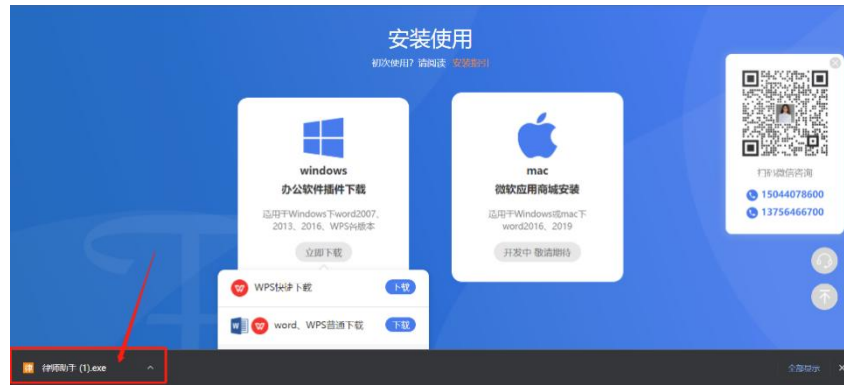 安装使用
初次使用？请阅读 安装指引
windows
办公软件插件下载
适用于Windows下word2007、
2013、2016、WPS各版本
立即下载
mac
微软应用商城安装
适用于Windows或mac下
word2016、2019
开发中 敬请期待
扫码微信咨询
15044078600
13756466700
WPS快速下载
下载
word、WPS普通下载
下载
律师助手 (1).exe
全部显示